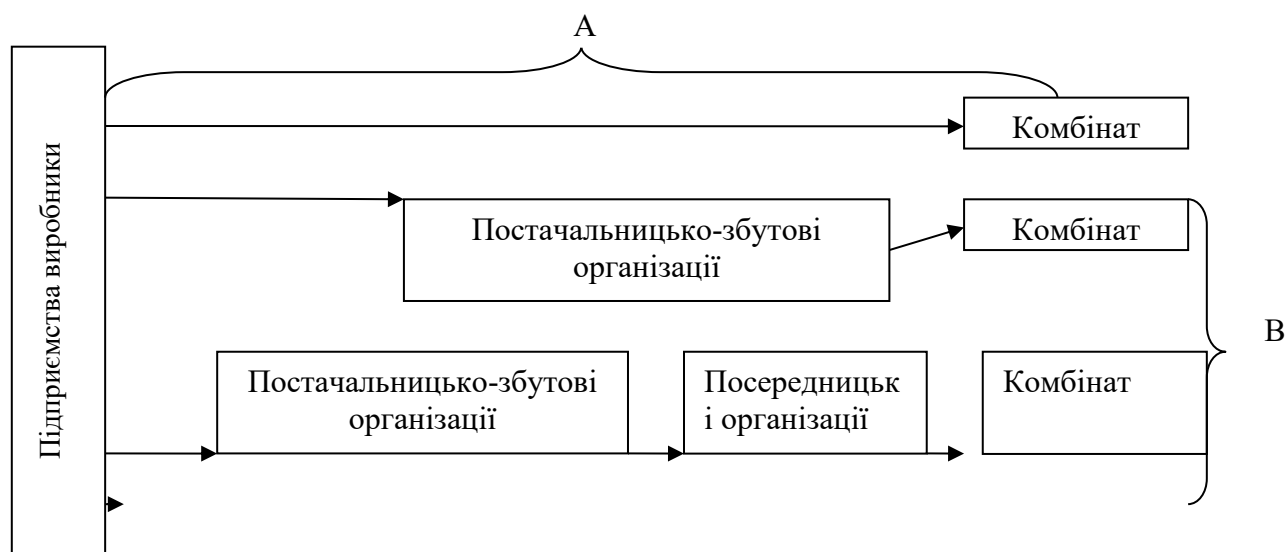 А
Комбінат
Підприємства виробники
Постачальницько-збутові
організації
Комбінат
В
Постачальницько-збутові
організації
Посередницьк
і організації
Комбінат